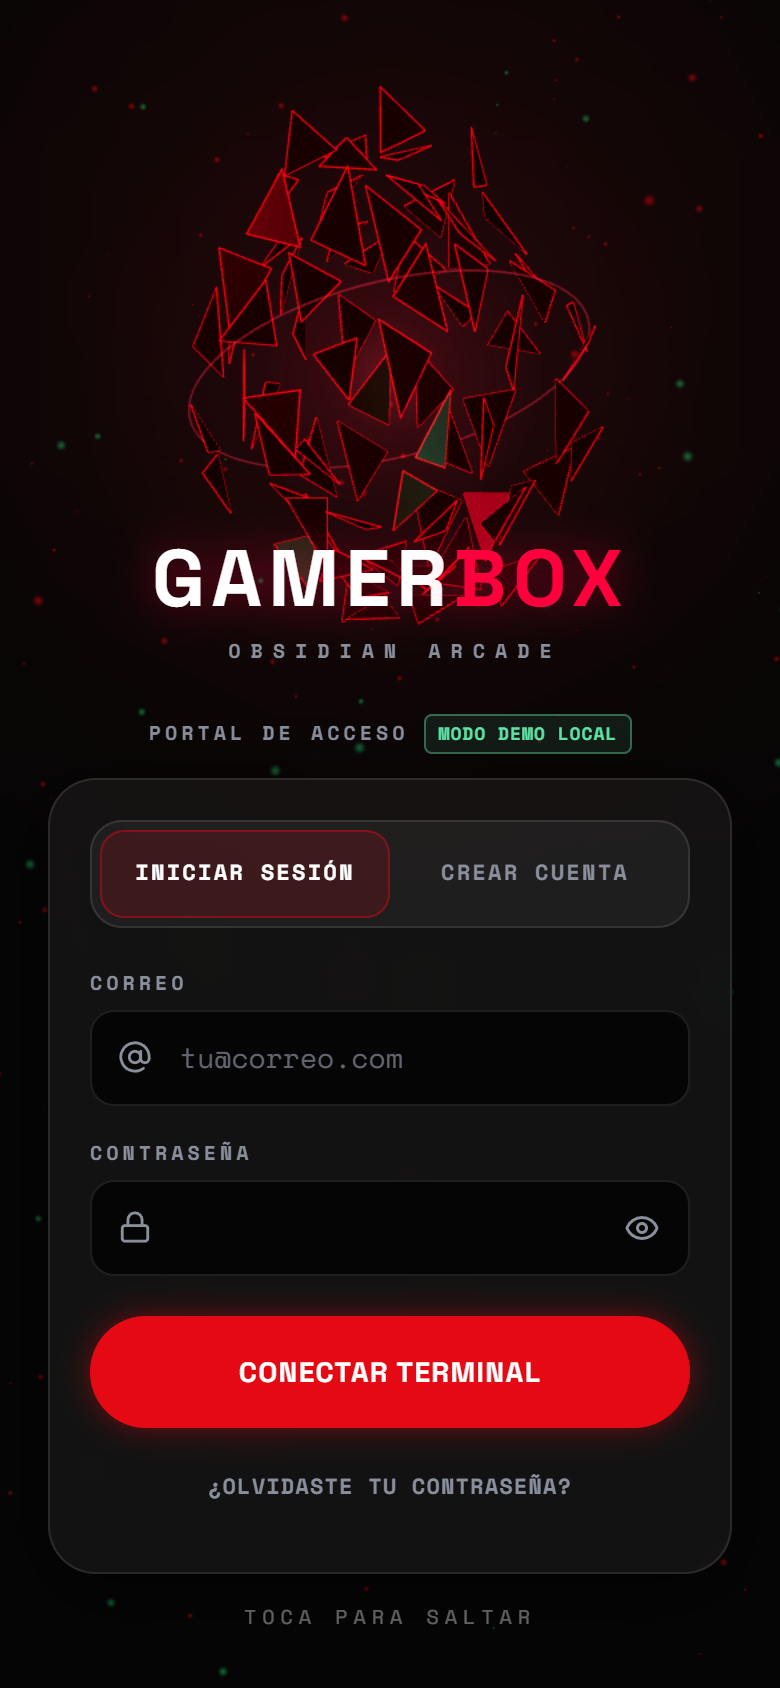 GAMERBOX
OBSIDIAN ARCADE
PORTAL DE ACCESO MODO DEMO LOCAL
INICIAR SESIÓN CREAR CUENTA
CORREO
@ tu@correo.com
CONTRASEÑA
CONECTAR TERMINAL
¿OLVIDASTE TU CONTRASEÑA?
TOCA PARA SALTAR